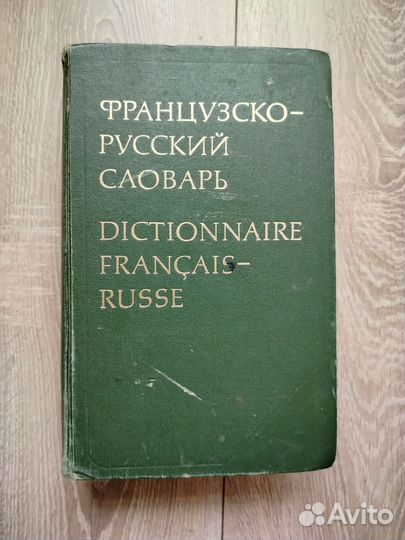 ФРАНЦУЗСКО-
РУССКИЙ
СЛОВАРЬ
DICTIONNAIRE
FRANÇAIS-
RUSSE
Avito